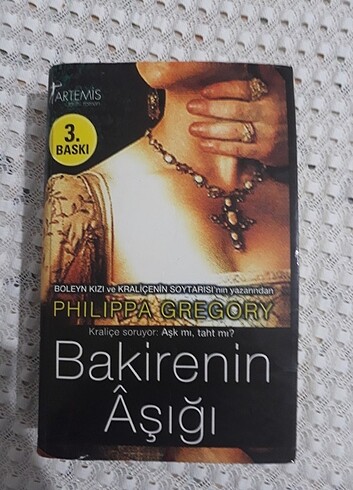 ARTEMİS
3.
BASKI
BOLEYN KIZI ve KRALİÇENİN SOYTARISI'nın yazarından
PHILIPPA GREGORY
Kraliçe soruyor: Aşk mı, taht mı?
Bakirenin
Âşığı